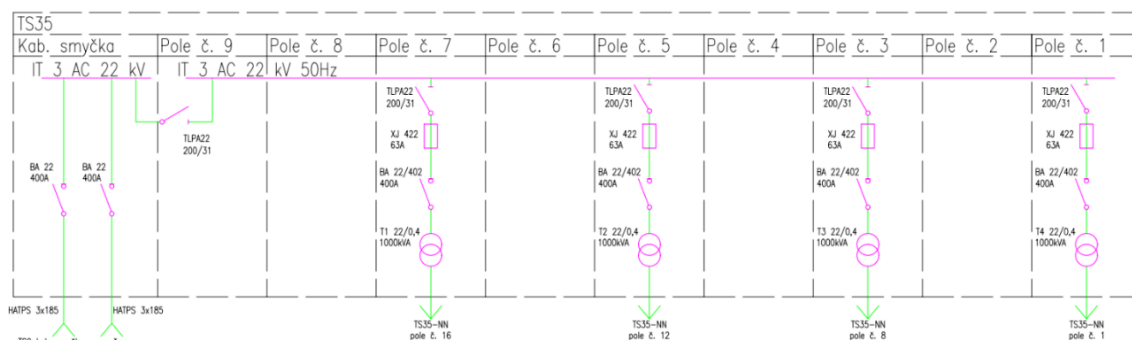 TS35
Kab. smyčka Pole č. 9 Pole č. 8 Pole č. 7 Pole č. 6 Pole č. 5 Pole č. 4 Pole č. 3 Pole č. 2 Pole č. 1
IT 3 AC 22 kV IT 3 AC 22 kV 50Hz
TLPA22 TLPA22 TLPA22 TLPA22
200/31 200/31 200/31 200/31
TLPA22
200/31
XJ 422 XJ 422 XJ 422 XJ 422
63A 63A 63A 63A
BA 22 BA 22 BA 22/402 BA 22/402 BA 22/402 BA 22/402
400A 400A 400A 400A 400A 400A
T1 22/0,4 T2 22/0,4 T3 22/0,4 T4 22/0,4
1000kVA 1000kVA 1000kVA 1000kVA
HATPS 3x185 HATPS 3x185
TS35-NN TS35-NN TS35-NN TS35-NN
pole č. 16 pole č. 12 pole č. 8 pole č. 1